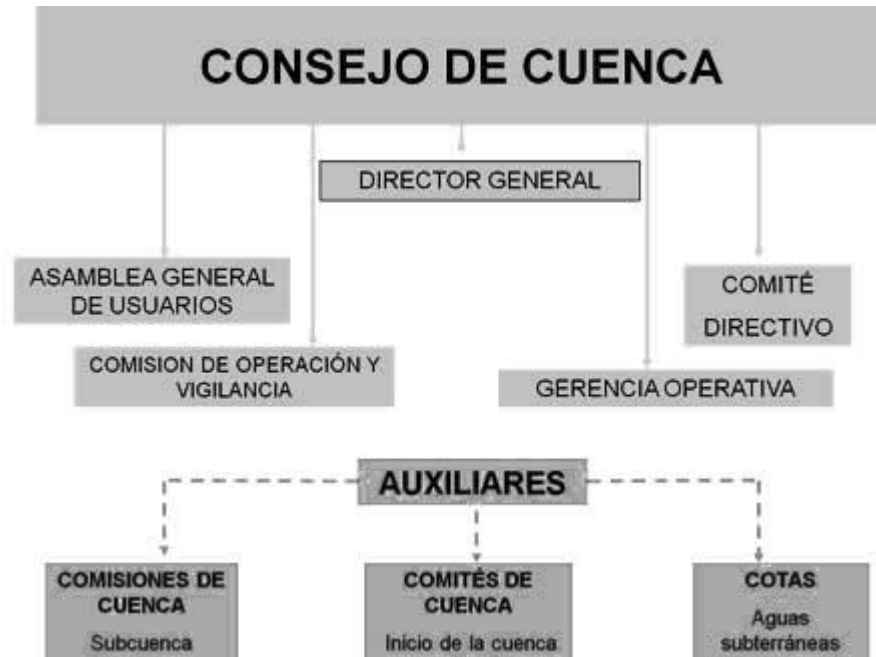 CONSEJO DE CUENCA
DIRECTOR GENERAL
ASAMBLEA GENERAL
DE USUARIOS
COMITÉ
DIRECTIVO
COMISION DE OPERACIÓN Y
VIGILANCIA
GERENCIA OPERATIVA
AUXILIARES
COMISIONES DE
CUENCA
Subcuenca
COMITÉS DE
CUENCA
Inicio de la cuenca
COTAS
Aguas
subterráneas